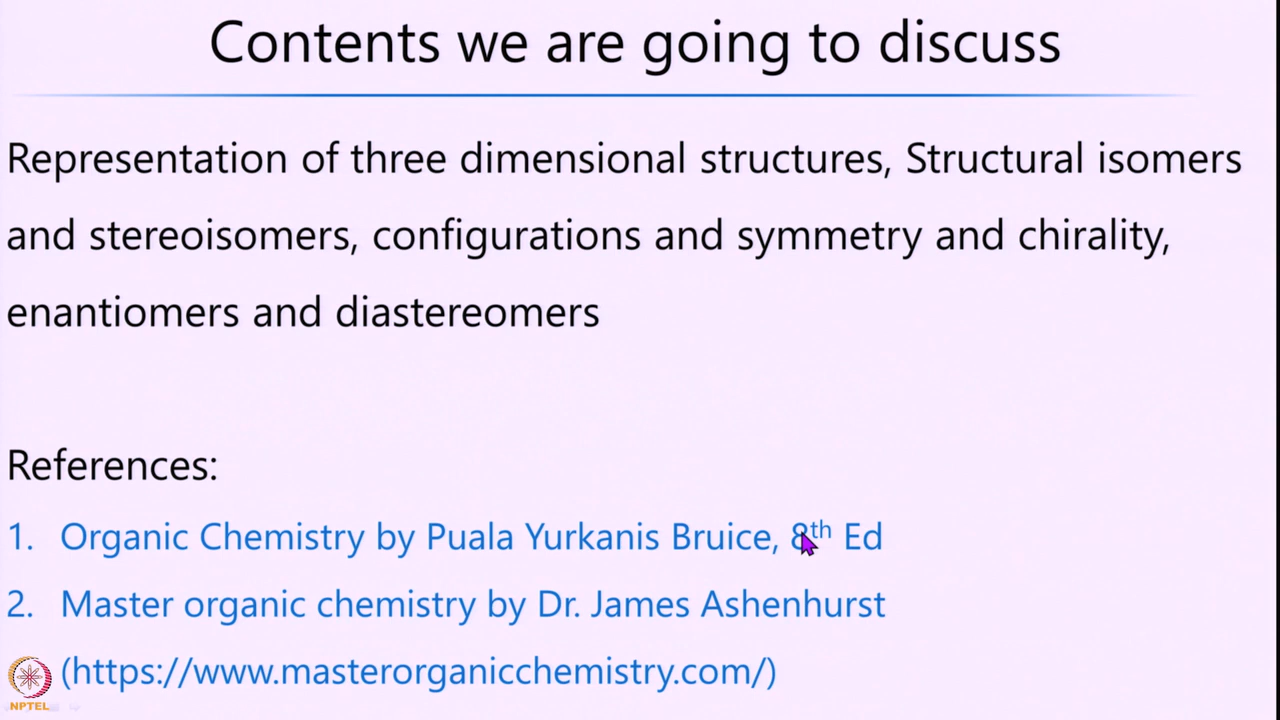 Contents we are going to discuss
Representation of three dimensional structures, Structural isomers
and stereoisomers, configurations and symmetry and chirality,
enantiomers and diastereomers
References:
1. Organic Chemistry by Puala Yurkanis Bruice, 8th Ed
2. Master organic chemistry by Dr. James Ashenhurst
(https://www.masterorganicchemistry.com/)
NPTEL